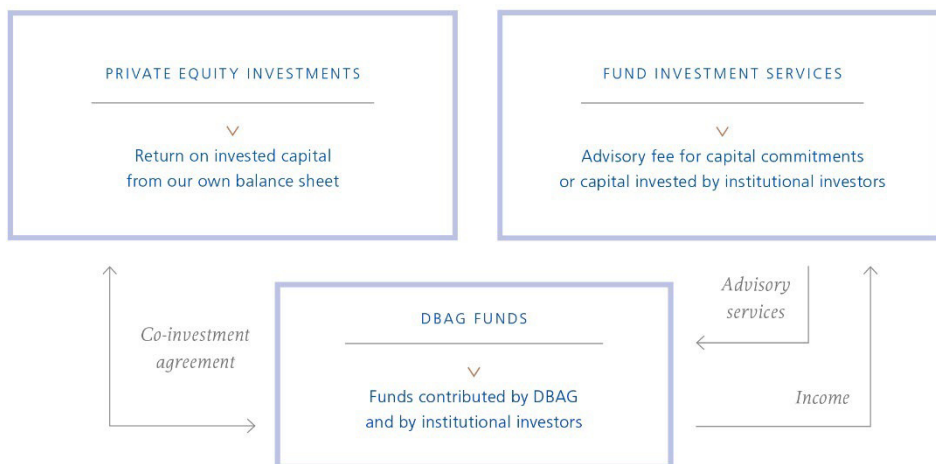 PRIVATE EQUITY INVESTMENTS
Return on invested capital
from our own balance sheet
FUND INVESTMENT SERVICES
Advisory fee for capital commitments
or capital invested by institutional investors
Co-investment
agreement
DBAG FUNDS
Funds contributed by DBAG
and by institutional investors
Advisory
services
Income